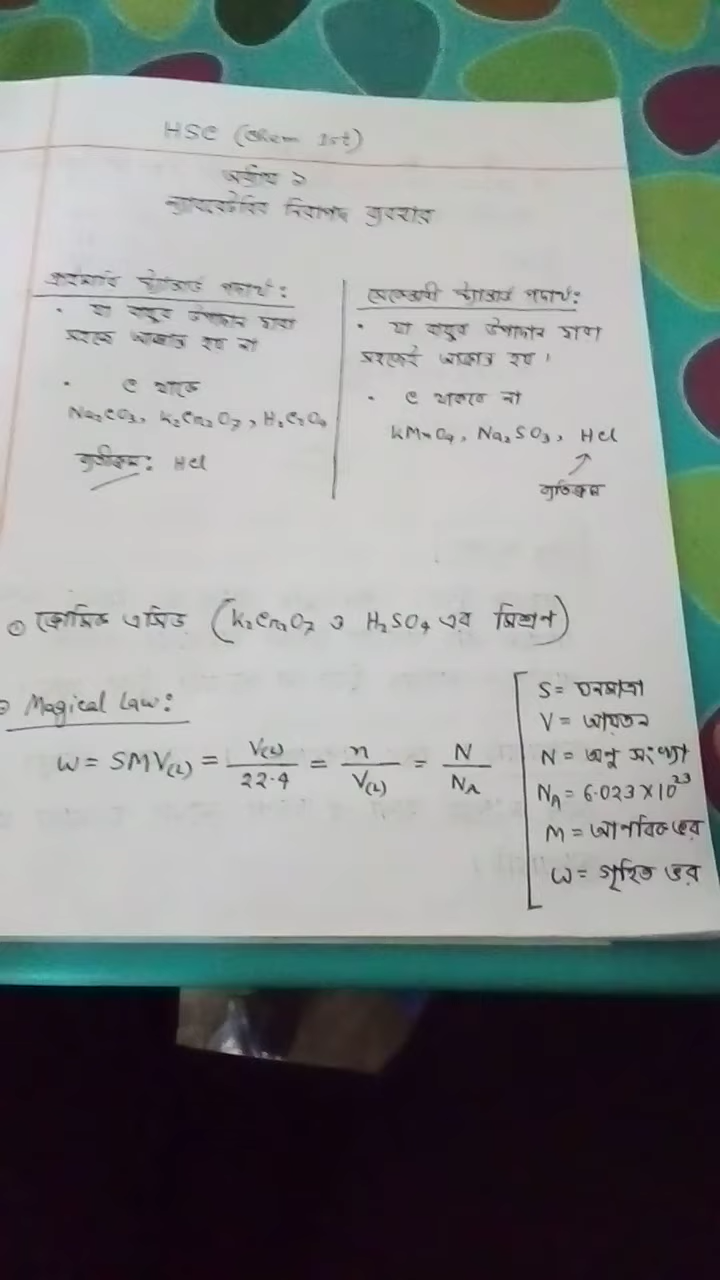 HSC (Chem 1st)
অধ্যায় ১
ল্যাবরেটরির নিরাপদ ব্যবহার
প্রাইমারি স্ট্যান্ডার্ড পদার্থ:
• যা বায়ুর উপাদান দ্বারা
সহজে আক্রান্ত হয় না
• C থাকে
Na₂CO₃, K₂Cr₂O₇, H₂C₂O₄
ব্যতিক্রম: HCl
সেকেন্ডারী স্ট্যান্ডার্ড পদার্থ:
• যা বায়ুর উপাদান দ্বারা
সহজেই আক্রান্ত হয়।
• C থাকবে না
KMnO₄, Na₂SO₃, HCl
ব্যতিক্রম
ক্রোমিক এসিড (K₂Cr₂O₇ ও H₂SO₄ এর মিশ্রণ)
Magical Law:
W = SMV(L) = V(L)/22.4 = n/V(L) = N/NA
S = ঘনমাত্রা
V = আয়তন
N = অনু সংখ্যা
NA = 6.023 X 10²³
M = আণবিক ভর
W = গৃহিত ভর